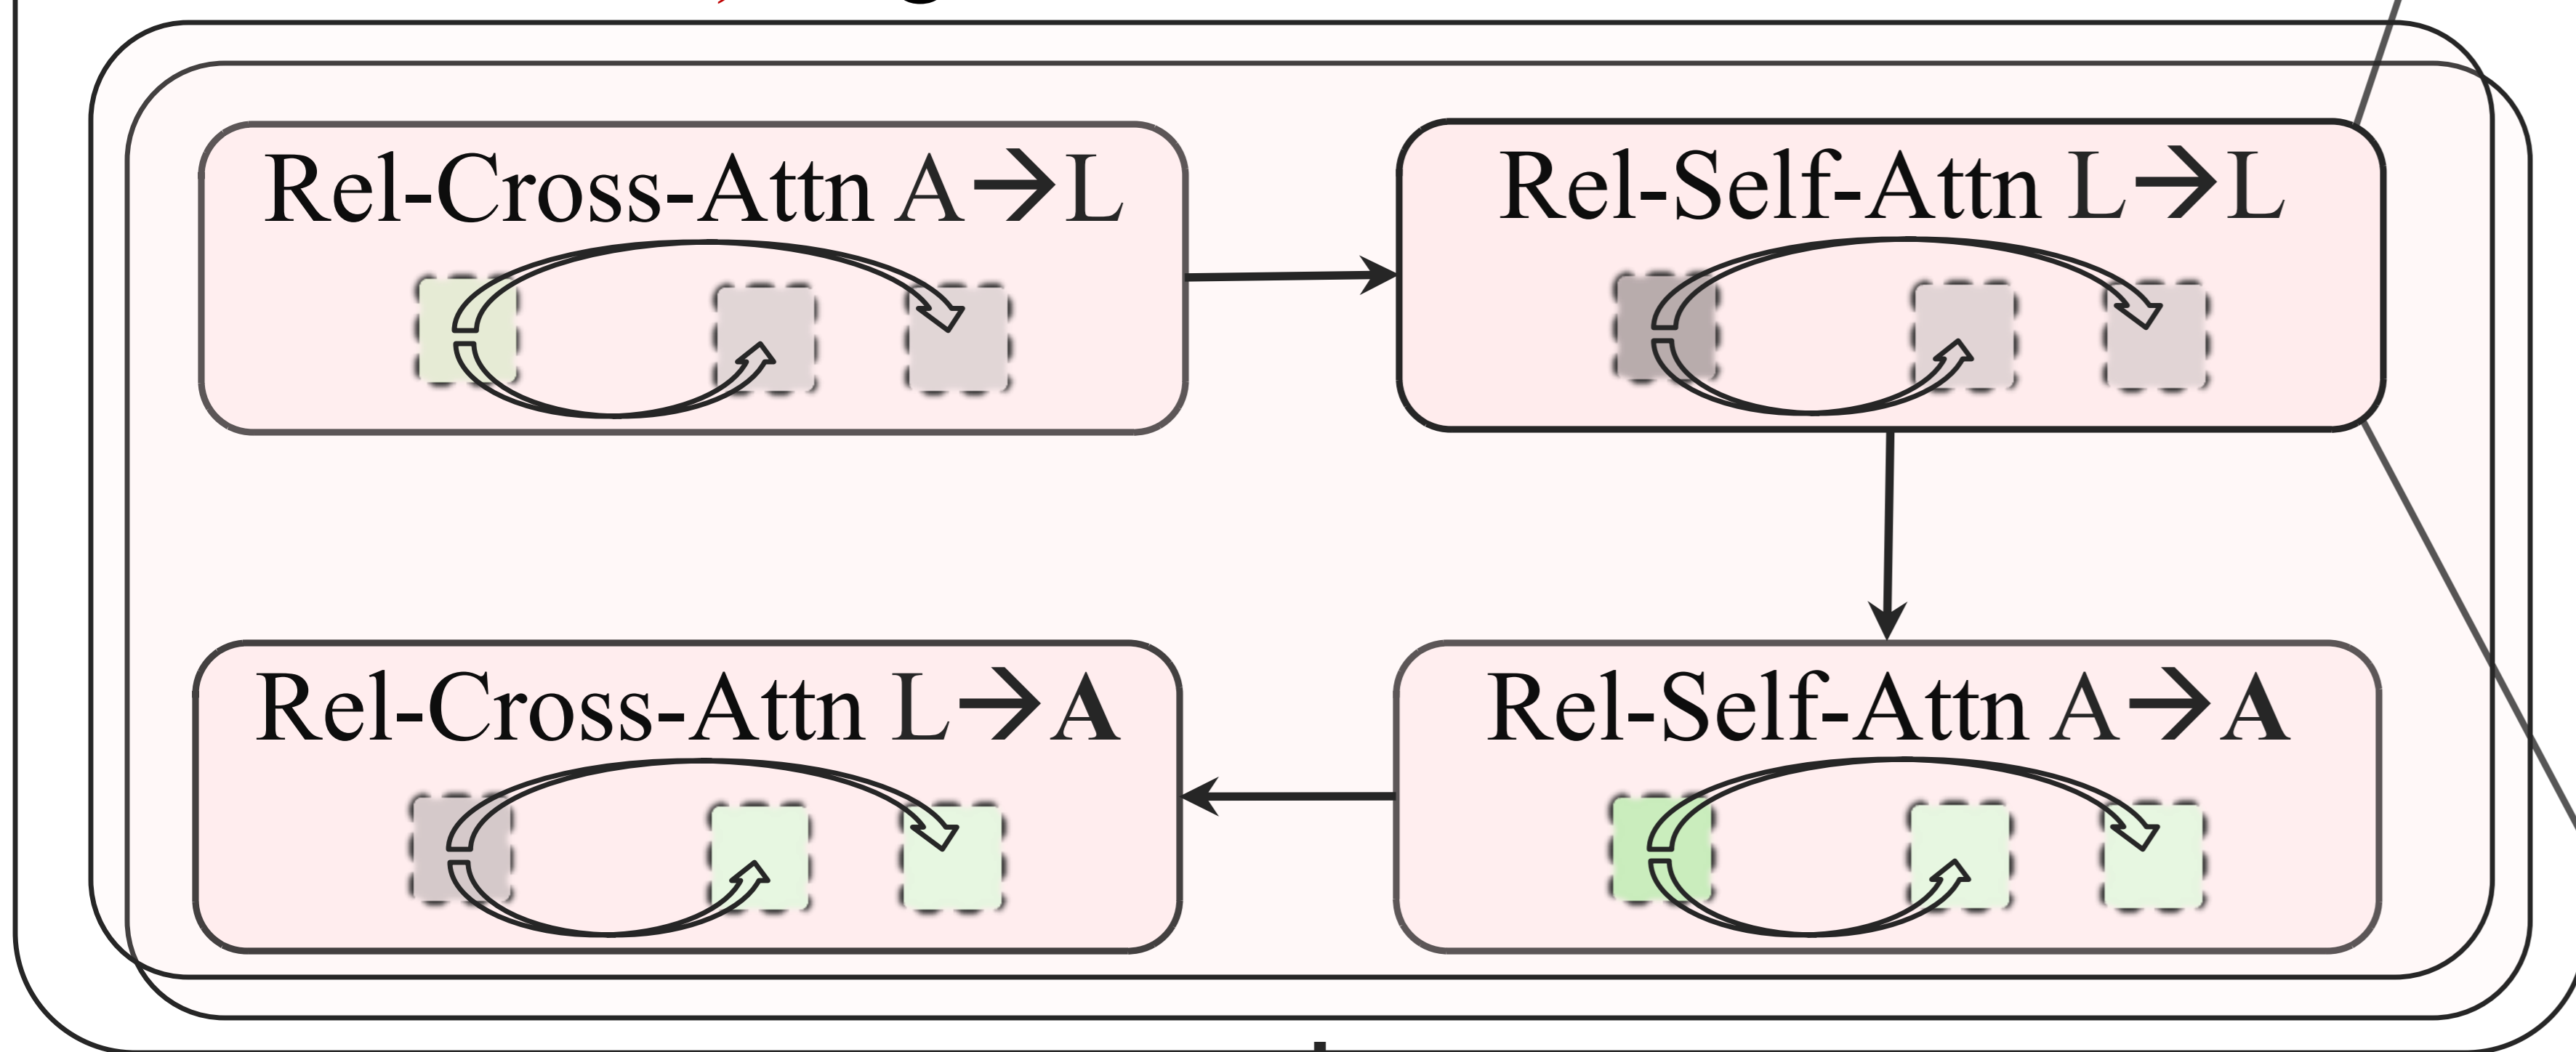 Rel-Cross-Attn A→L
Rel-Self-Attn L→L
Rel-Cross-Attn L→A
Rel-Self-Attn A→A